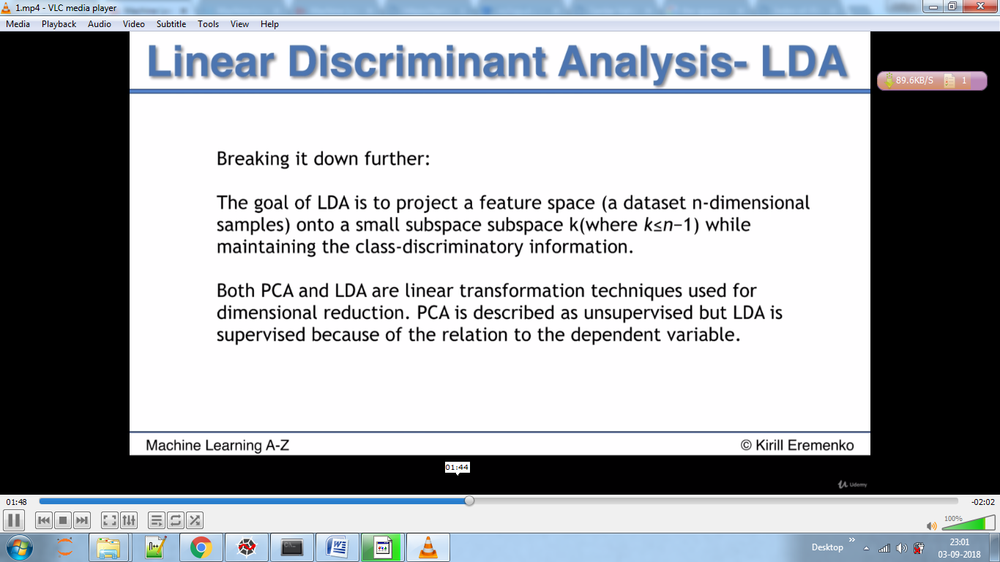 1.mp4 - VLC media player
Media Playback Audio Video Subtitle Tools View Help
Linear Discriminant Analysis- LDA
89.6KB/S 1
Breaking it down further:
The goal of LDA is to project a feature space (a dataset n-dimensional
samples) onto a small subspace subspace k(where k≤n−1) while
maintaining the class-discriminatory information.
Both PCA and LDA are linear transformation techniques used for
dimensional reduction. PCA is described as unsupervised but LDA is
supervised because of the relation to the dependent variable.
Machine Learning A-Z © Kirill Eremenko
01:44
Udemy
01:48 -02:02
100%
Desktop
23:01
03-09-2018